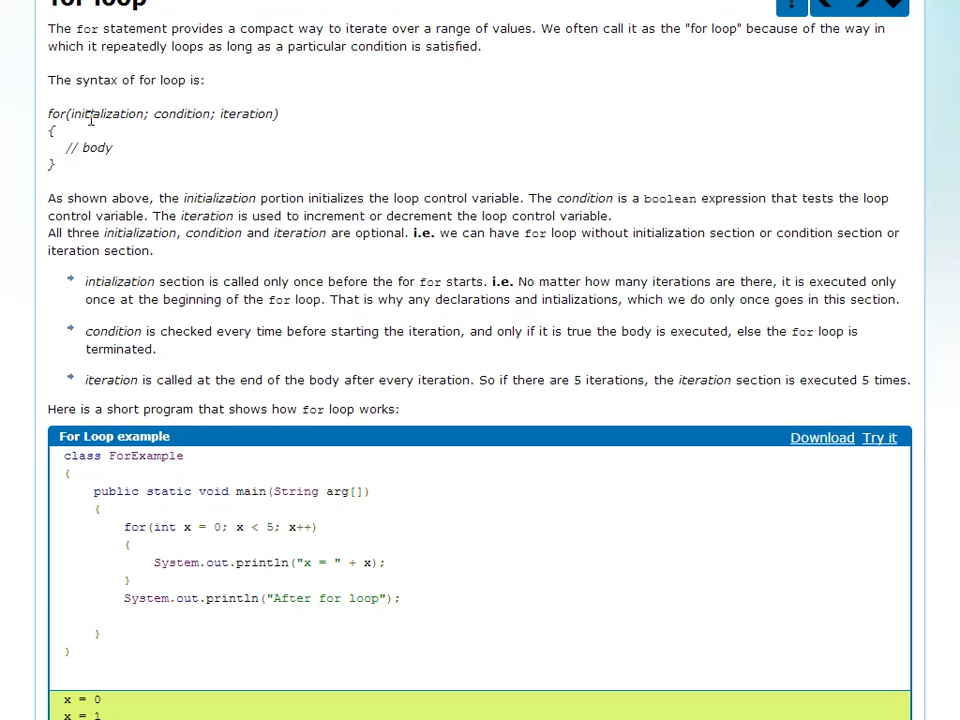 for loop
The for statement provides a compact way to iterate over a range of values. We often call it as the "for loop" because of the way in
which it repeatedly loops as long as a particular condition is satisfied.
The syntax of for loop is:
for(initialization; condition; iteration)
{
// body
}
As shown above, the initialization portion initializes the loop control variable. The condition is a boolean expression that tests the loop
control variable. The iteration is used to increment or decrement the loop control variable.
All three initialization, condition and iteration are optional. i.e. we can have for loop without initialization section or condition section or
iteration section.
intialization section is called only once before the for for starts. i.e. No matter how many iterations are there, it is executed only
once at the beginning of the for loop. That is why any declarations and intializations, which we do only once goes in this section.
condition is checked every time before starting the iteration, and only if it is true the body is executed, else the for loop is
terminated.
iteration is called at the end of the body after every iteration. So if there are 5 iterations, the iteration section is executed 5 times.
Here is a short program that shows how for loop works:
For Loop example Download Try it
class ForExample
{
public static void main(String arg[])
{
for(int x = 0; x < 5; x++)
{
System.out.println("x = " + x);
}
System.out.println("After for loop");
}
}
x = 0
x = 1